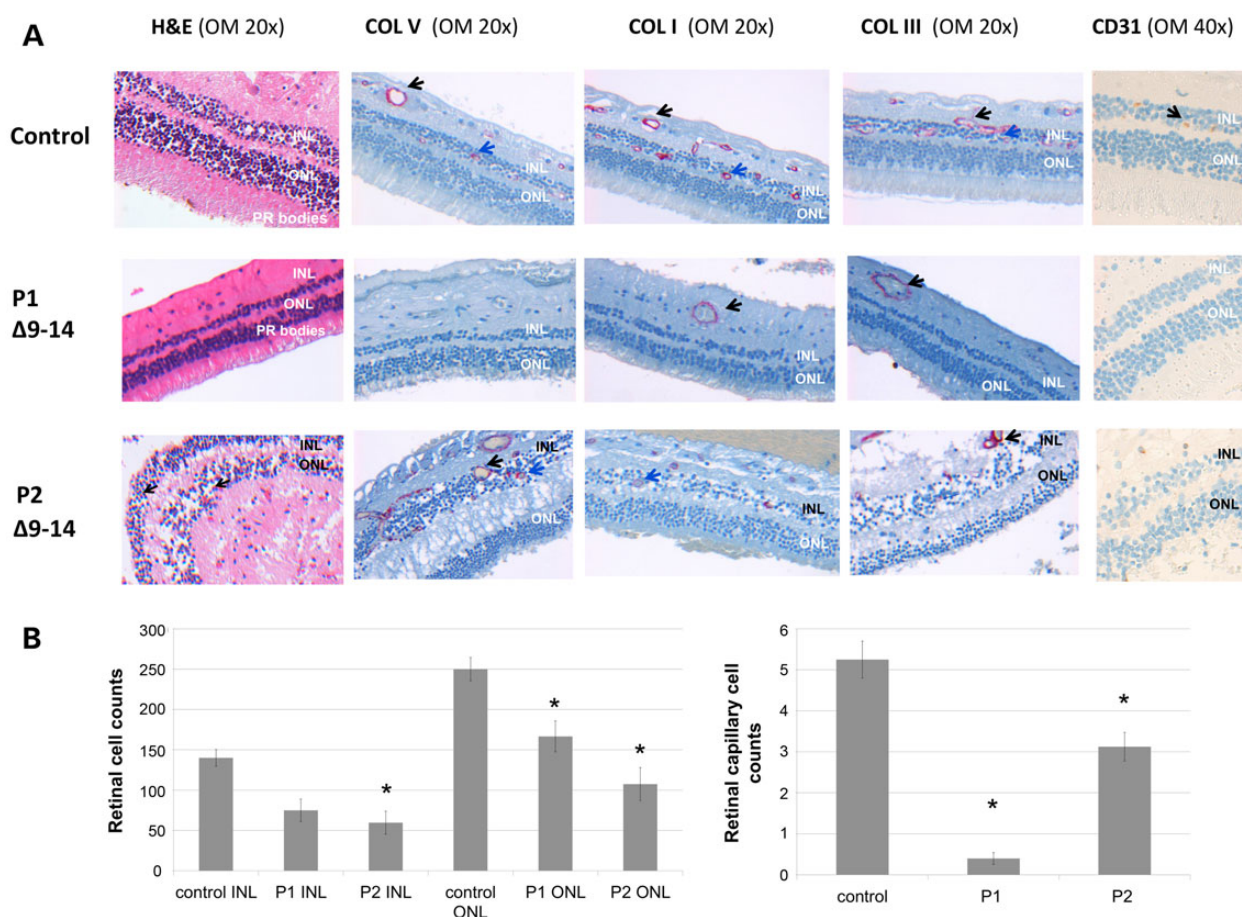 A
H&E (OM 20x) COL V (OM 20x) COL I (OM 20x) COL III (OM 20x) CD31 (OM 40x)
Control
INL
ONL
PR bodies
INL
ONL
INL
ONL
INL
ONL
INL
ONL
P1
Δ9-14
INL
ONL
PR bodies
INL
ONL
INL
ONL
INL
ONL
INL
ONL
P2
Δ9-14
INL
ONL
INL
ONL
INL
ONL
INL
ONL
INL
ONL
B
Retinal cell counts
300
250
200
150
100
50
0
* * *
control INL P1 INL P2 INL control ONL P1 ONL P2 ONL
Retinal capillary cell
counts
6
5
4
3
2
1
0
* *
control P1 P2